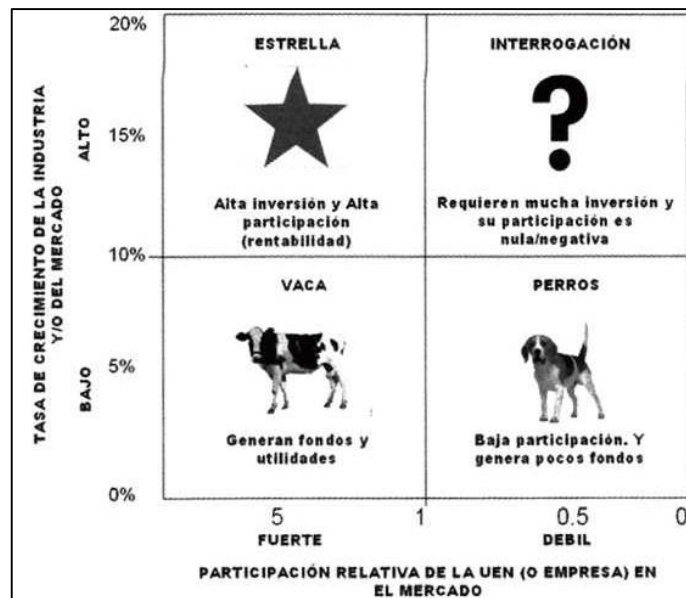 20%
ESTRELLA
INTERROGACIÓN
?
15%
ALTO
Alta inversión y Alta
participación
(rentabilidad)
Requieren mucha inversión y
su participación es
nula/negativa
10%
TASA DE CRECIMIENTO DE LA INDUSTRIA
Y/O DEL MERCADO
VACA
PERROS
5%
BAJO
Generan fondos y
utilidades
Baja participación. Y
genera pocos fondos
0%
5
1
0.5
0
FUERTE
DEBIL
PARTICIPACIÓN RELATIVA DE LA UEN (O EMPRESA) EN
EL MERCADO